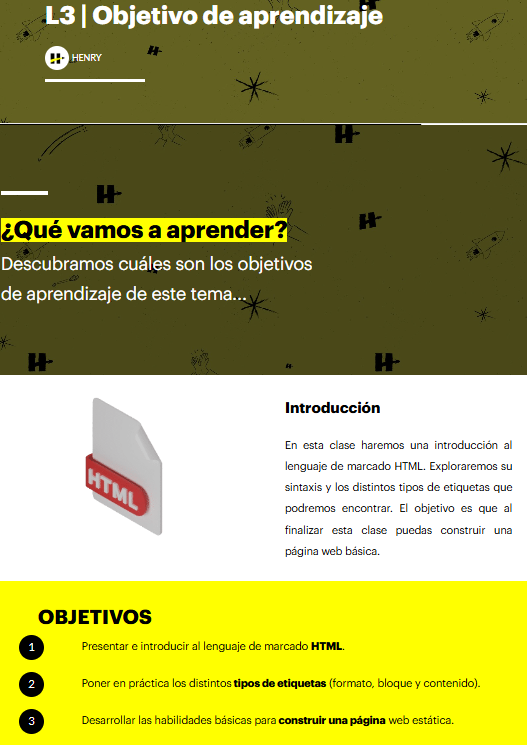 L3 | Objetivo de aprendizaje
HENRY
¿Qué vamos a aprender?
Descubramos cuáles son los objetivos
de aprendizaje de este tema...
HTML
Introducción
En esta clase haremos una introducción al
lenguaje de marcado HTML. Exploraremos su
sintaxis y los distintos tipos de etiquetas que
podremos encontrar. El objetivo es que al
finalizar esta clase puedas construir una
página web básica.
OBJETIVOS
1 Presentar e introducir al lenguaje de marcado HTML.
2 Poner en práctica los distintos tipos de etiquetas (formato, bloque y contenido).
3 Desarrollar las habilidades básicas para construir una página web estática.